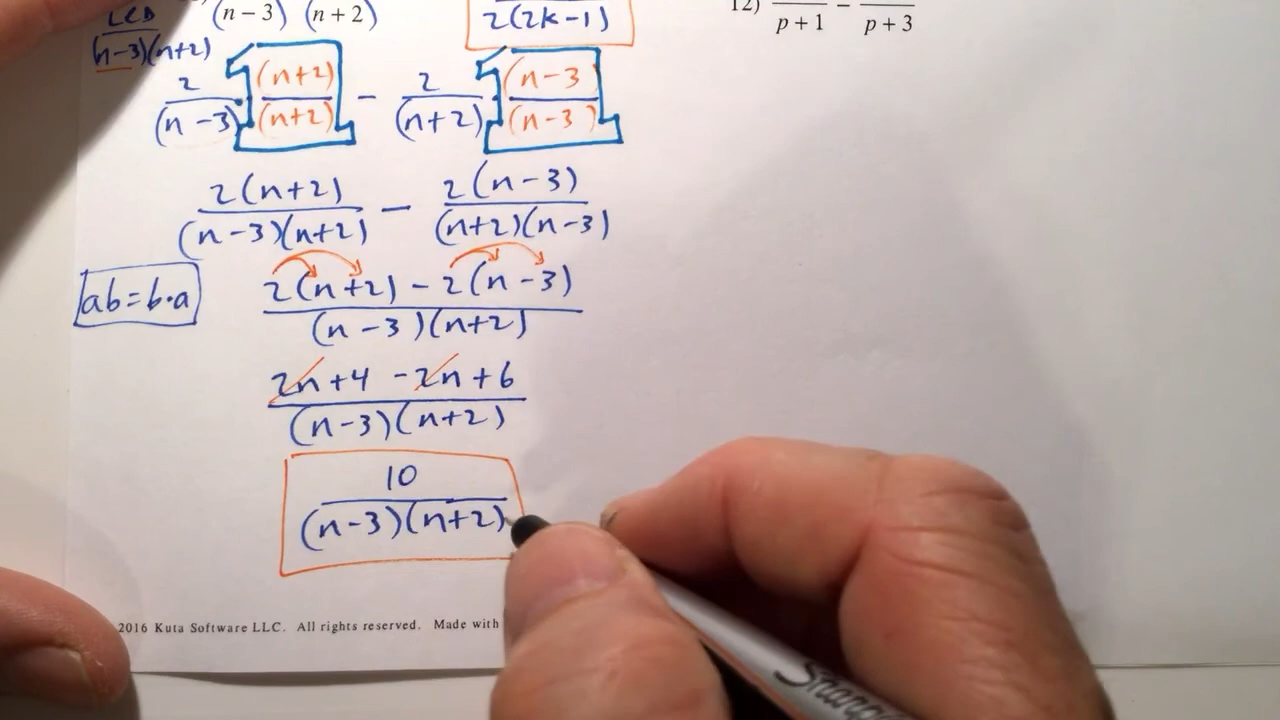 LCD
(n − 3) (n + 2)
(n-3)(n+2)
2(2k-1)
12) — 
p + 1 p + 3
2/(n-3) · (n+2)/(n+2) - 2/(n+2) · (n-3)/(n-3)
2(n+2)/(n-3)(n+2) - 2(n-3)/(n+2)(n-3)
ab=b·a
2(n+2)-2(n-3)/(n-3)(n+2)
2n+4-2n+6/(n-3)(n+2)
10/(n-3)(n+2)
2016 Kuta Software LLC. All rights reserved. Made with
Sharp